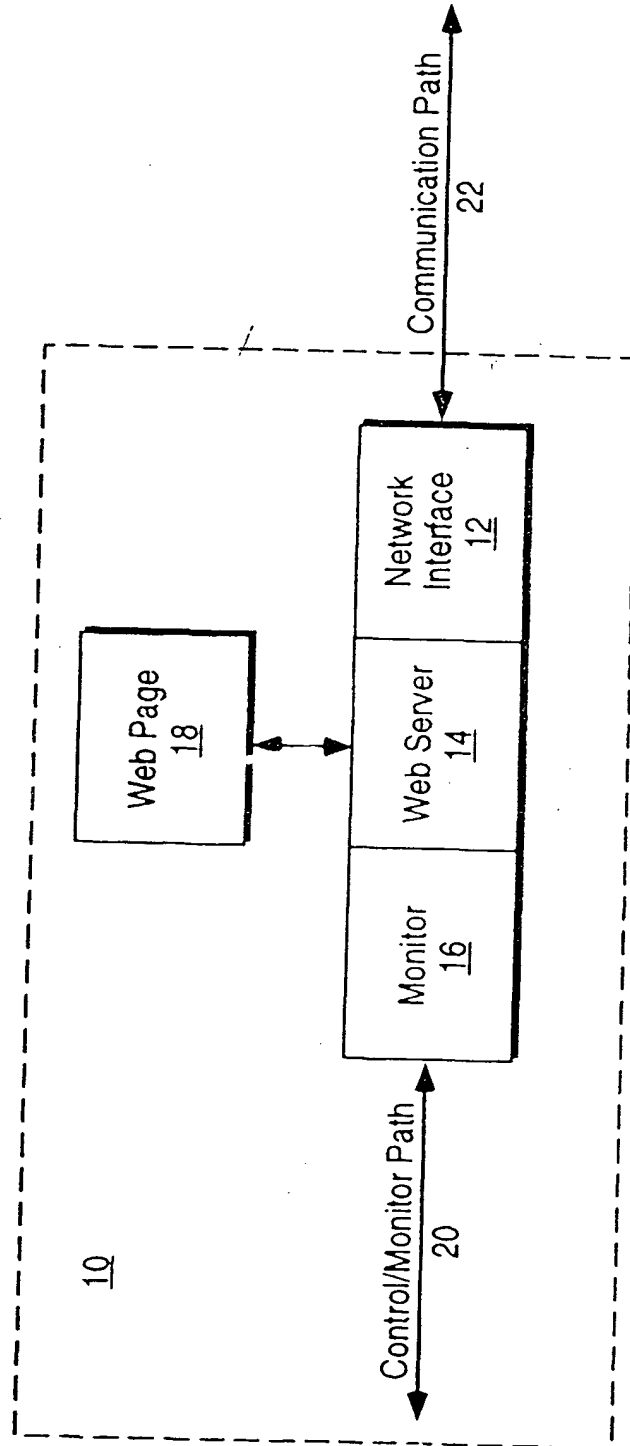 10
Web Page
18
Control/Monitor Path
20
Monitor
16
Web Server
14
Network
Interface
12
Communication Path
22